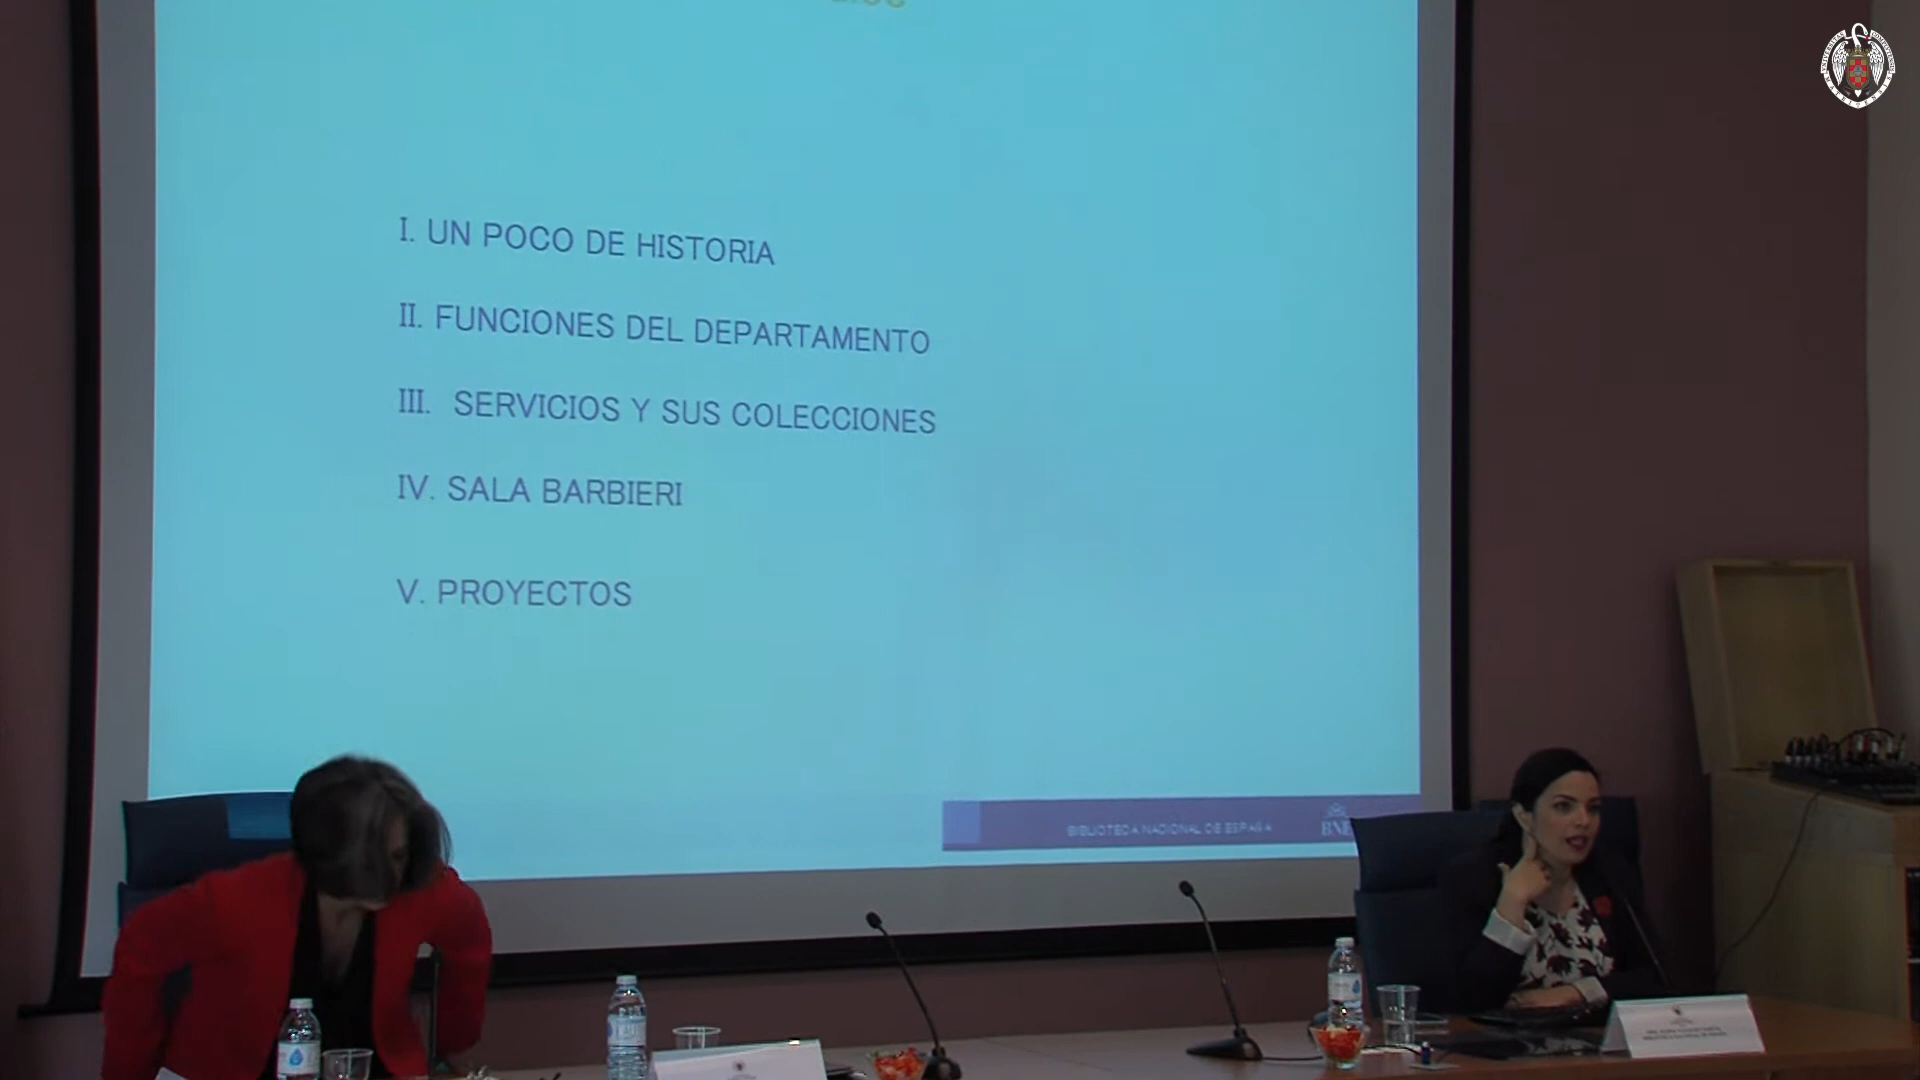 I. UN POCO DE HISTORIA
II. FUNCIONES DEL DEPARTAMENTO
III. SERVICIOS Y SUS COLECCIONES
IV. SALA BARBIERI
V. PROYECTOS
BIBLIOTECA NACIONAL DE ESPAÑA